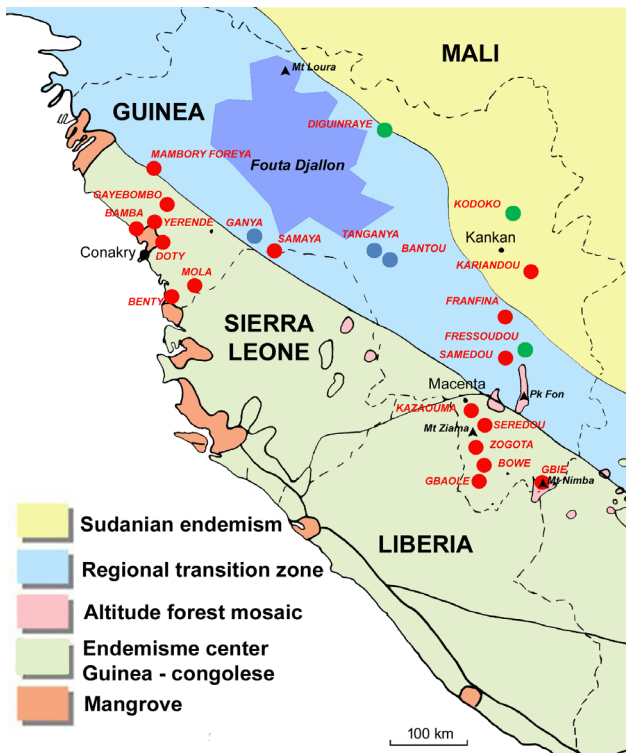 MALI
Mt Loura
GUINEA
DIGUINRAYE
MAMBORY FOREYA
Fouta Djallon
GAYEBOMBO
KODOKO
BAMBA
YERENDE
GANYA
TANGANYA
Kankan
SAMAYA
BANTOU
Conakry
DOTY
KARIANDOU
MOLA
BENTY
FRANFINA
SIERRA
LEONE
FRESSOUDOU
SAMEDOU
Macenta
Pk Fon
KAZAOUMA
SEREDOU
Mt Ziama
ZOGOTA
BOWE
GBIE
GBAOLE
Mt Nimba
LIBERIA
Sudanian endemism
Regional transition zone
Altitude forest mosaic
Endemisme center
Guinea - congolese
Mangrove
100 km